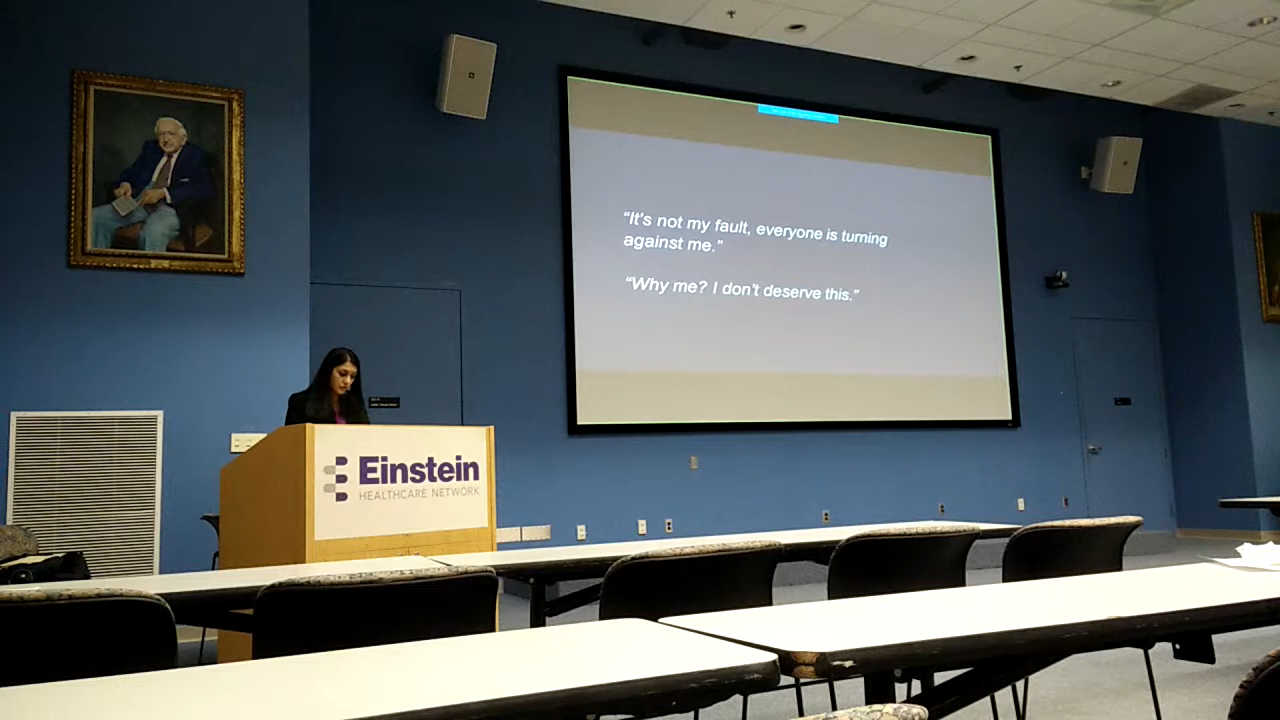 “It's not my fault, everyone is turning
against me.”
“Why me? I don't deserve this.”
Einstein
HEALTHCARE NETWORK